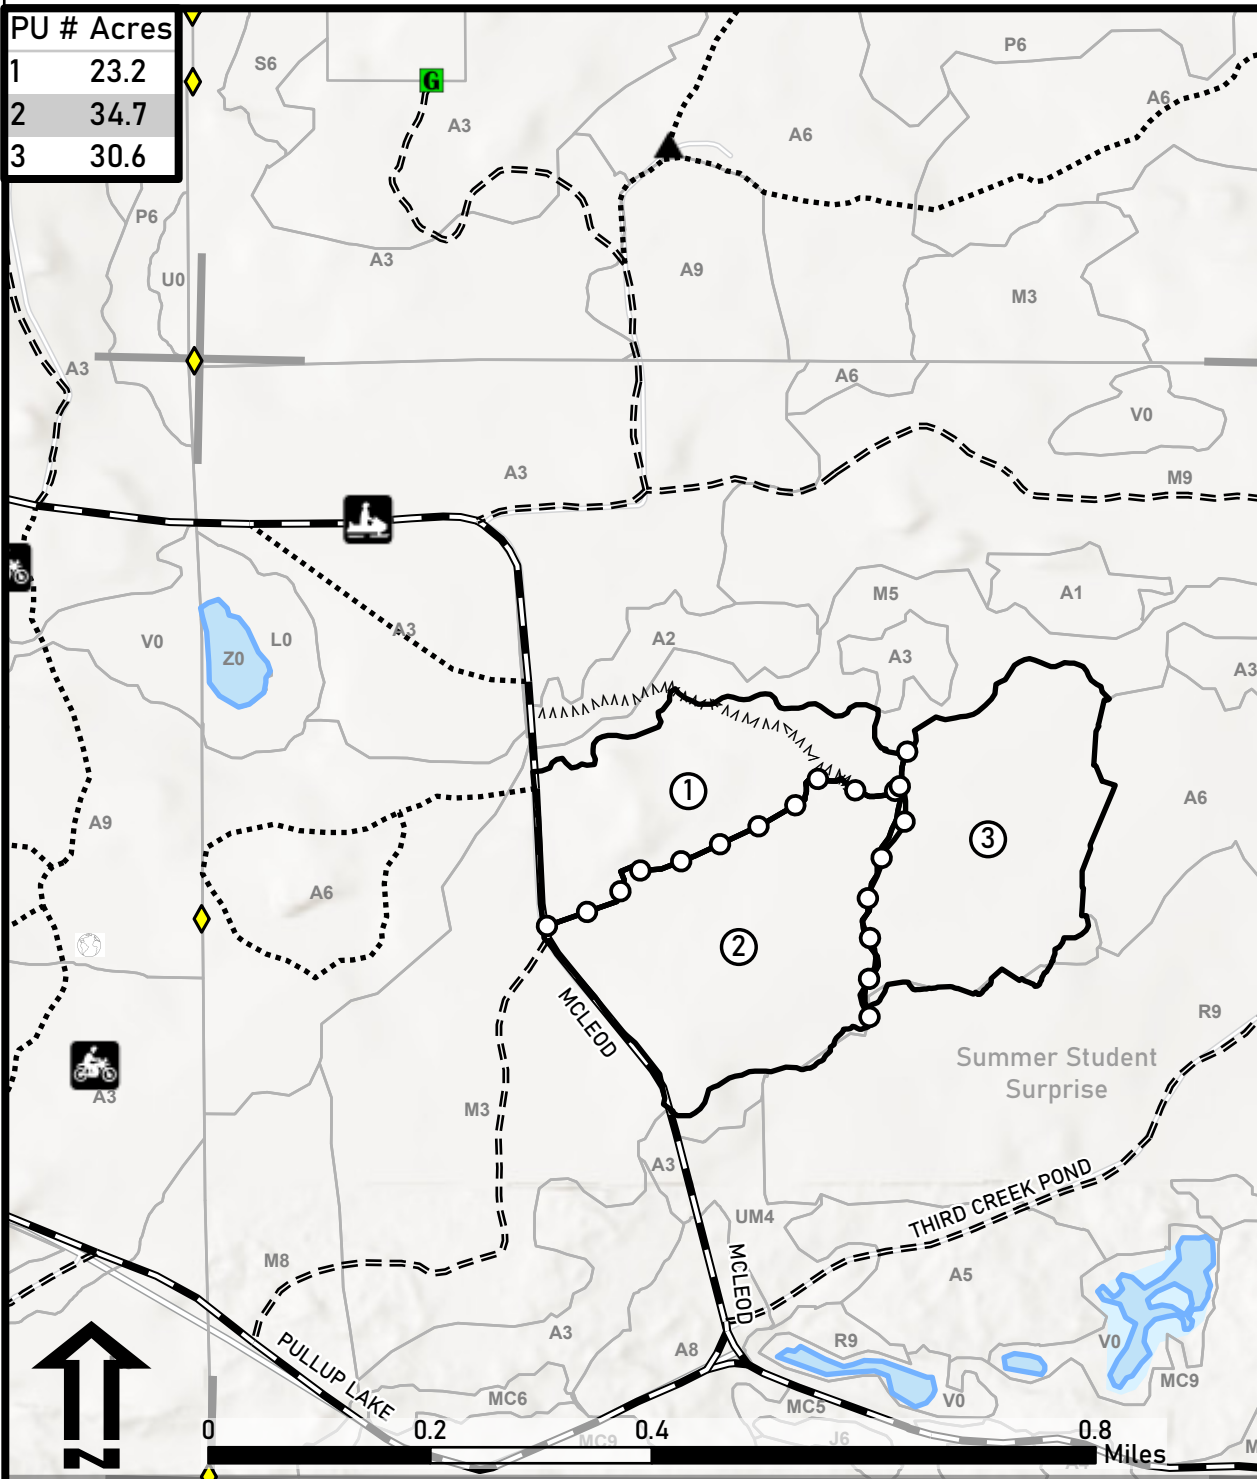 PU # Acres
1 23.2
2 34.7
3 30.6
S6
G
A3
P6
A6
A6
P6
U0
A3
A9
M3
A3
A6
V0
A3
M9
M5
A1
A3
A2
A3
A3
V0
L0
Z0
1
3
A6
A9
A6
2
MCLEOD
R9
Summer Student
Surprise
A3
M3
A3
THIRD CREEK POND
UM4
M8
MCLEOD
A5
A3
R9
V0
A8
PULLUP LAKE
MC9
MC6
V0
MC5
0 0.2 0.4 0.8
MC9
J6
Miles
N